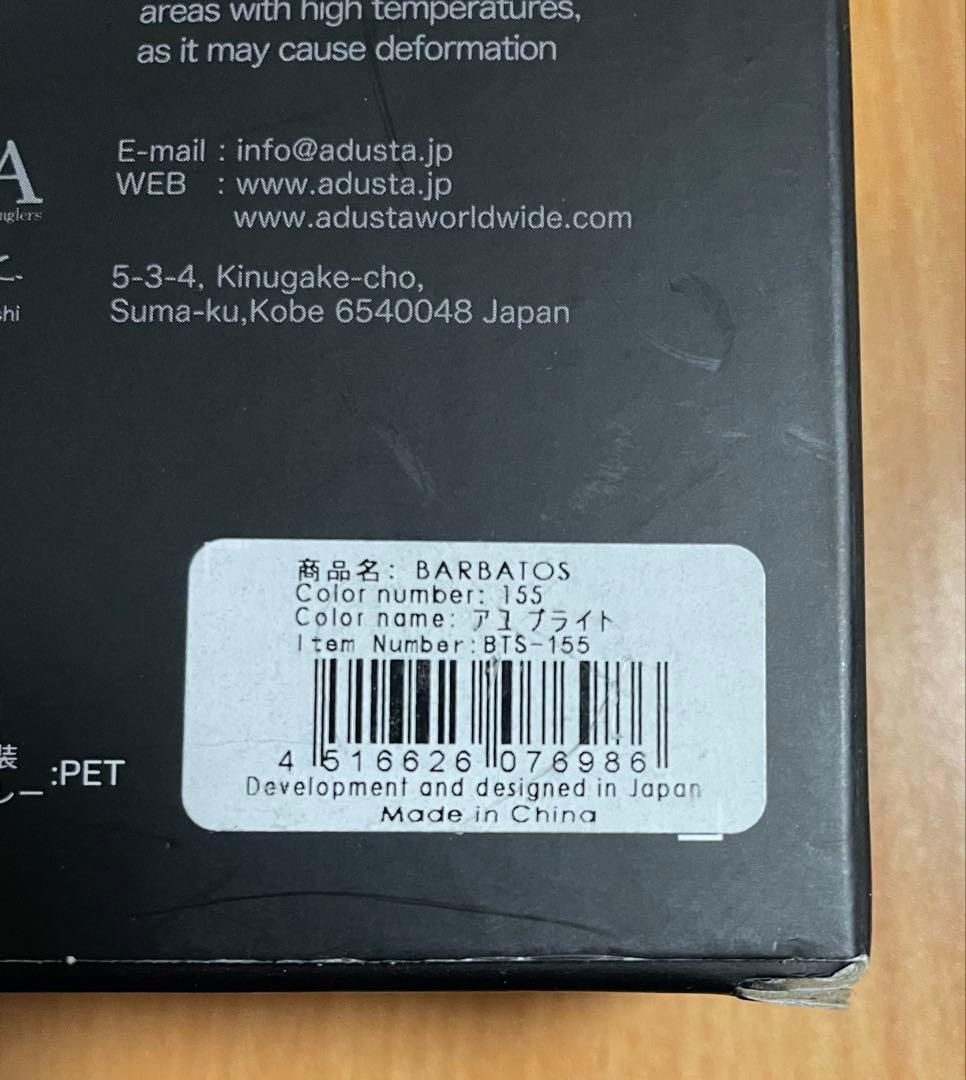 areas with high temperatures,
as it may cause deformation
E-mail : info@adusta.jp
WEB : www.adusta.jp
www.adustaworldwide.com
A
nglers
5-3-4, Kinugake-cho,
Suma-ku,Kobe 6540048 Japan
shi
商品名: BARBATOS
Color number: 155
Color name: アユブライト
Item Number:BTS-155
4 516626 076986
Development and designed in Japan
Made in China
装
:PET